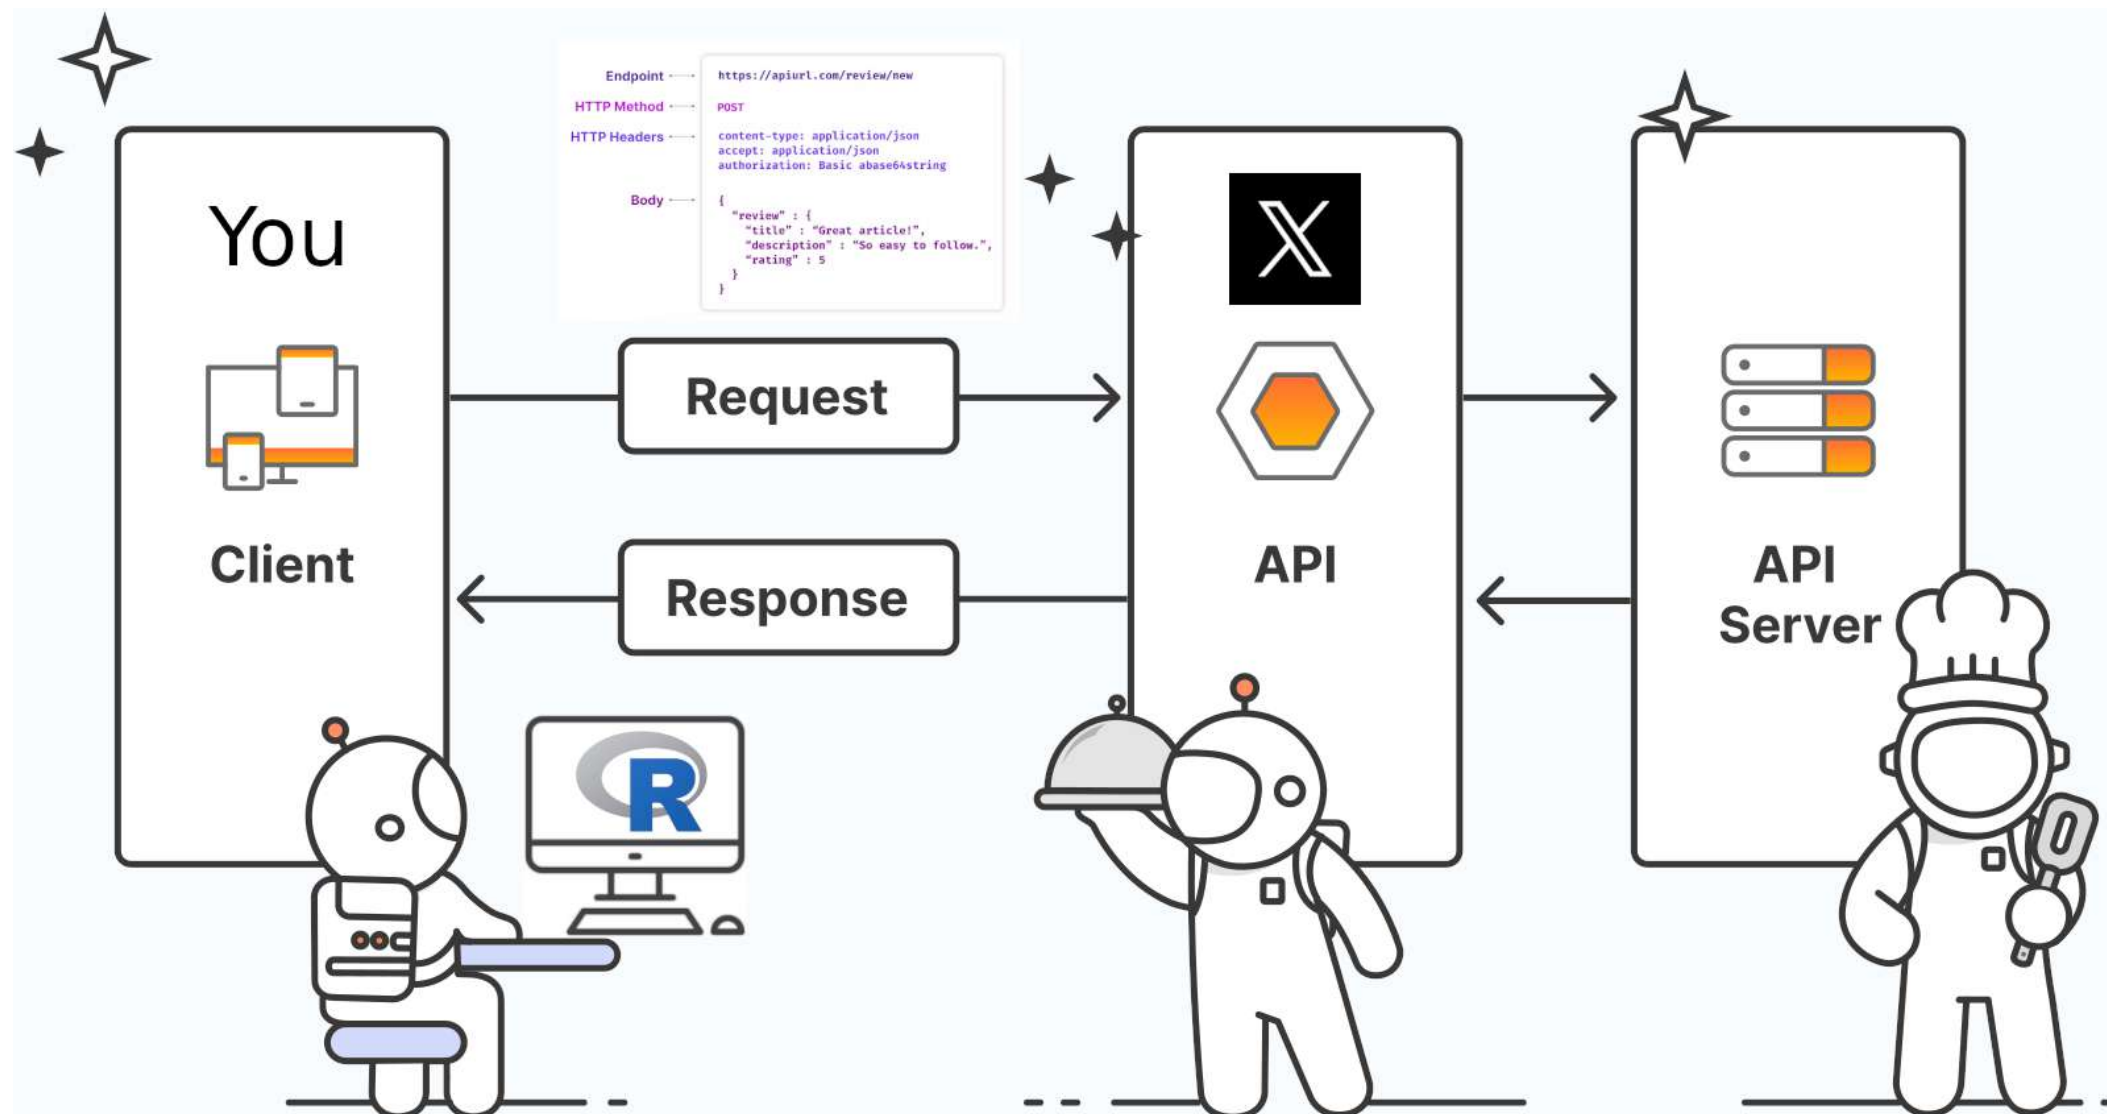 Endpoint https://apiurl.com/review/new
HTTP Method POST
HTTP Headers content-type: application/json
accept: application/json
authorization: Basic abase64string
Body {
"review" : {
"title" : "Great article!",
"description" : "So easy to follow.",
"rating" : 5
}
}
You
X
Request
Response
Client
API
API
Server
R